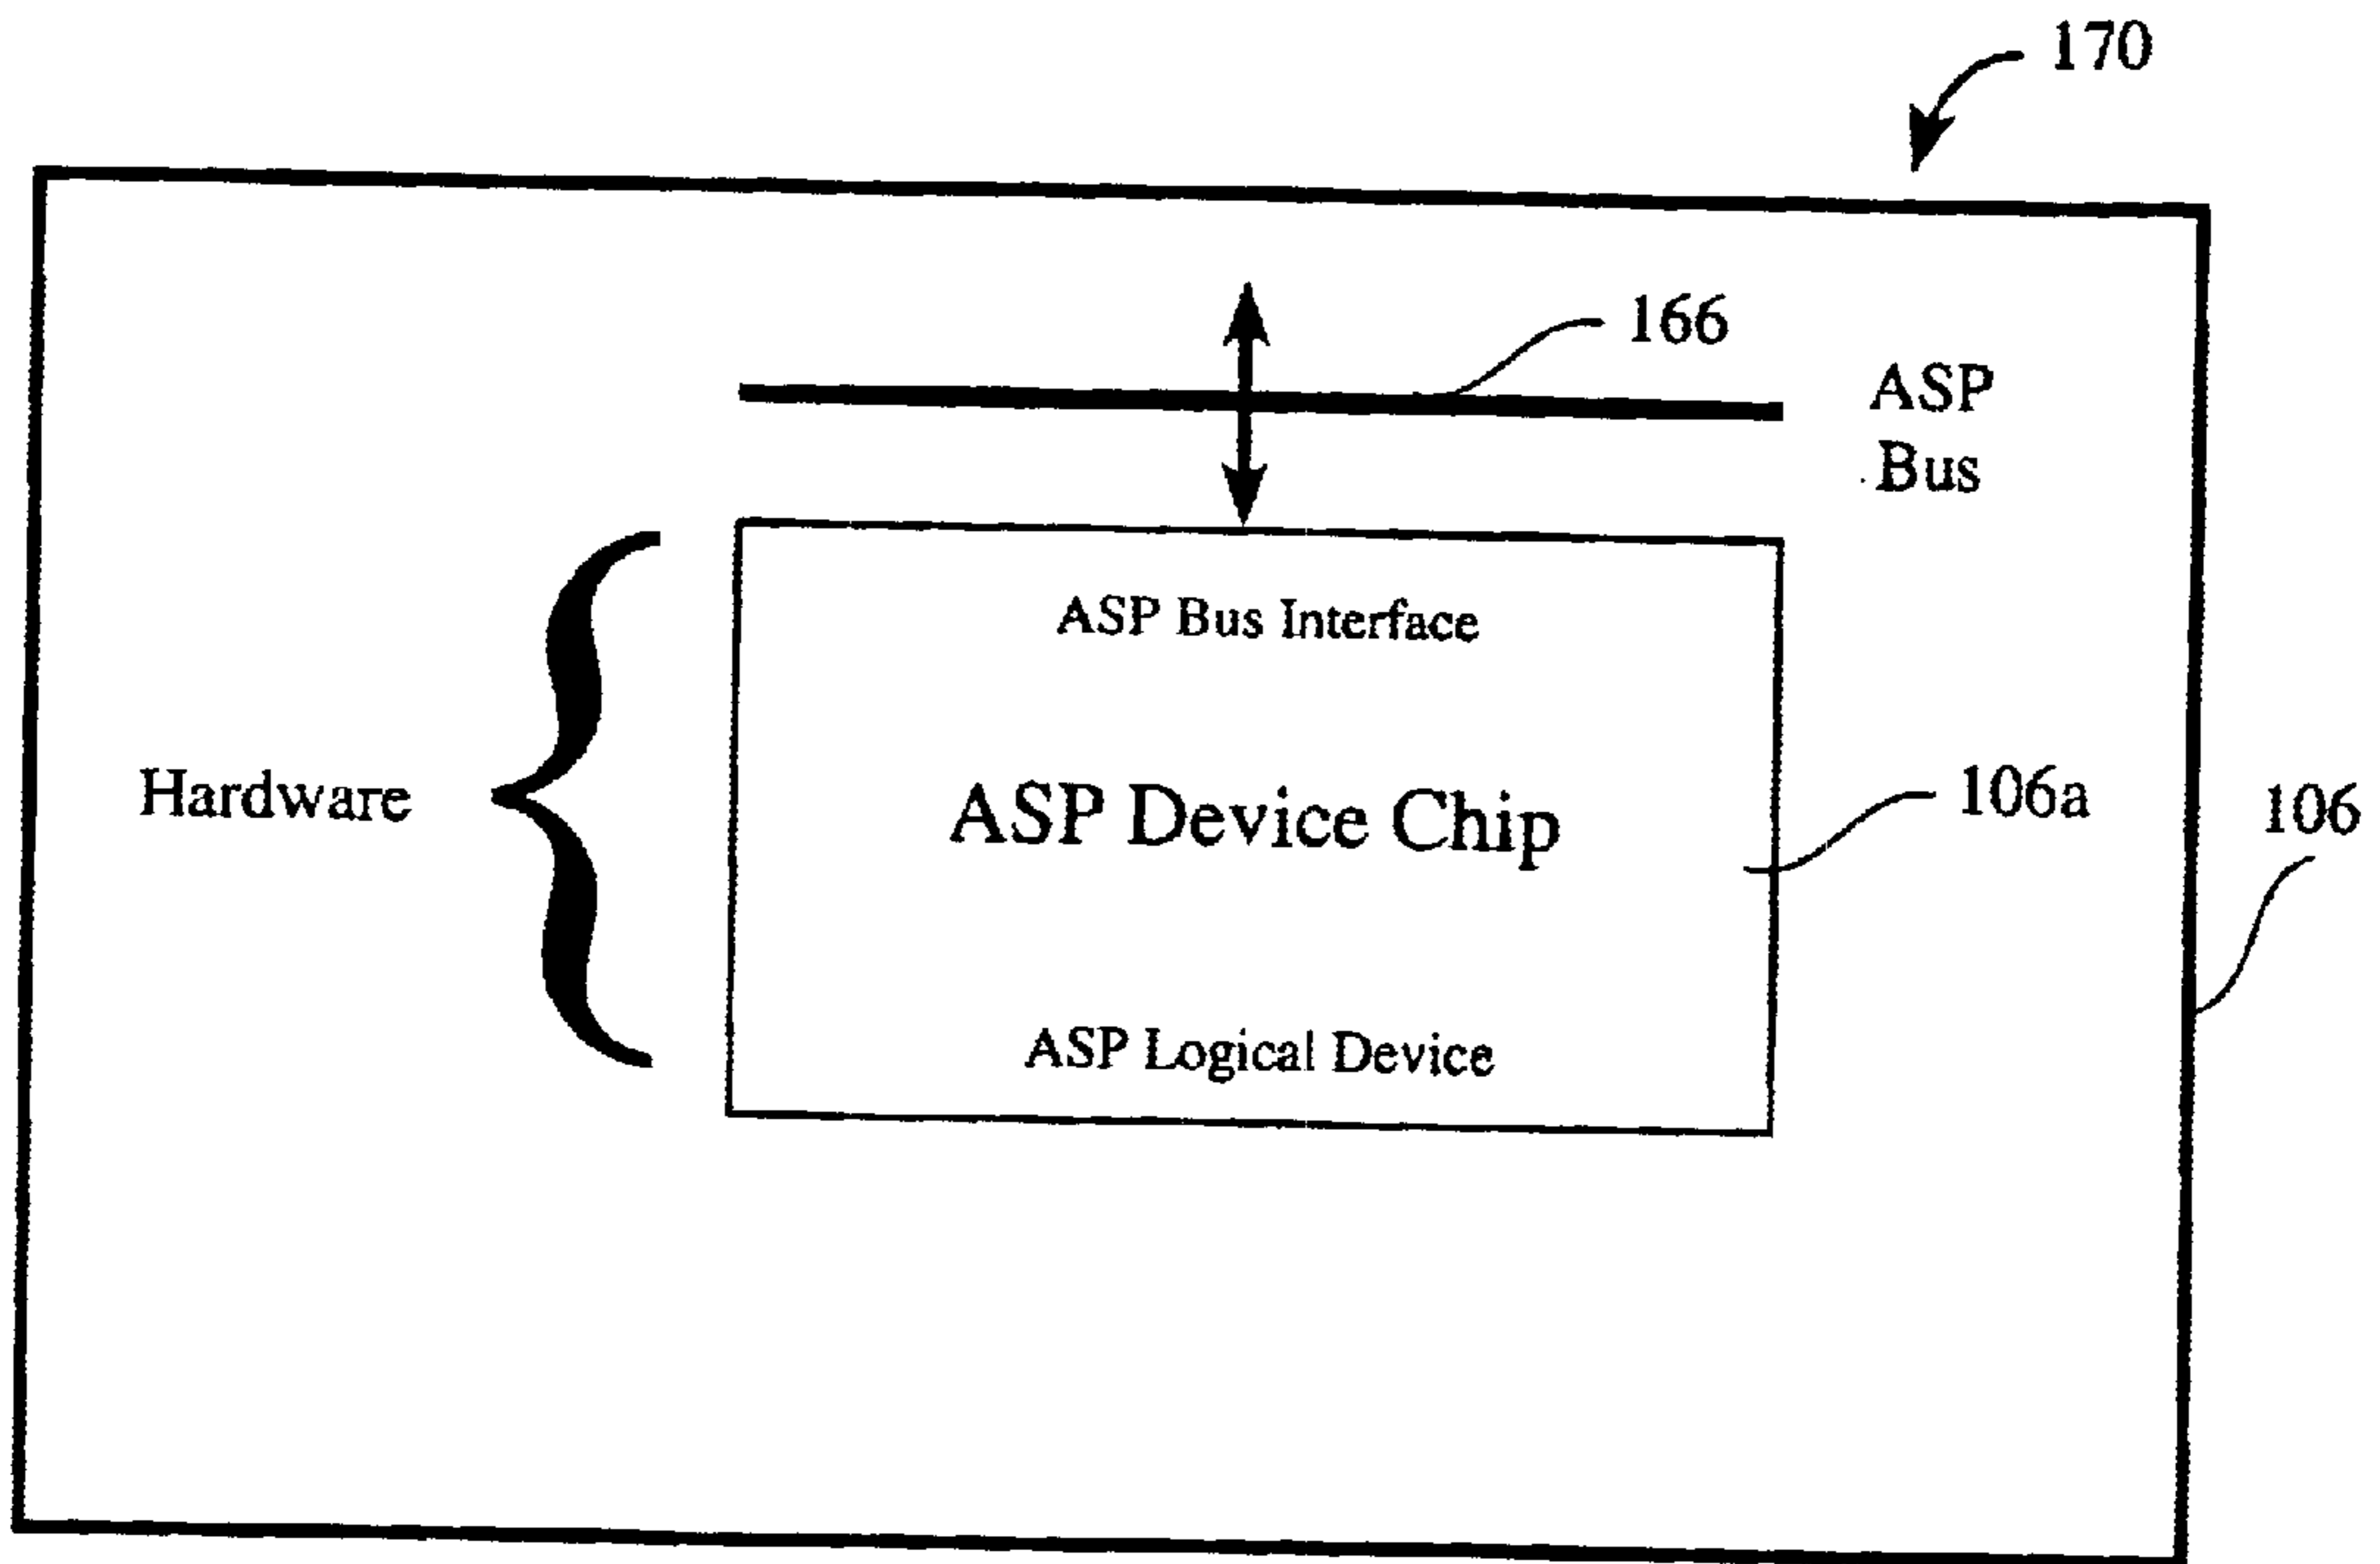 170
166
ASP
Bus
ASP Bus Interface
Hardware
ASP Device Chip
106a
106
ASP Logical Device